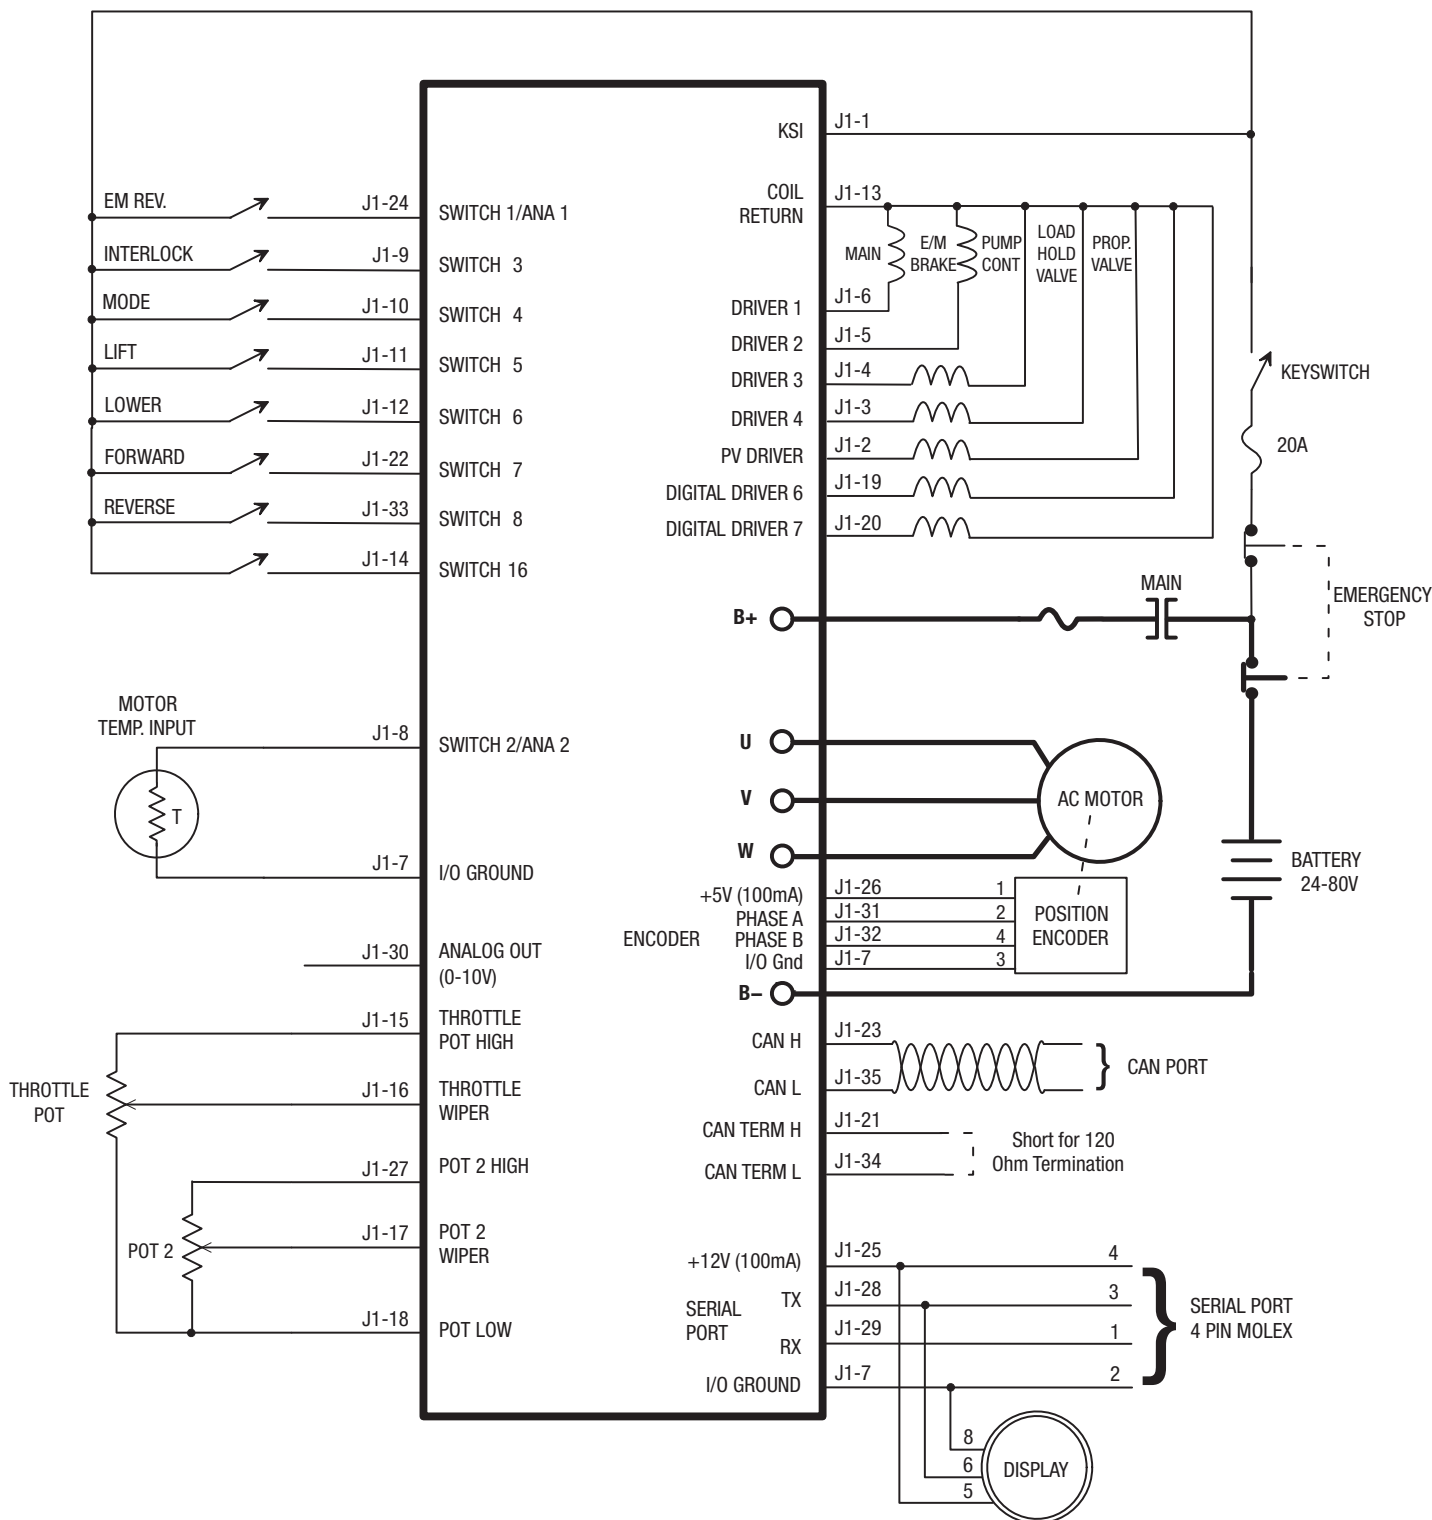 KSI
J1-1
EM REV.
J1-24
SWITCH 1/ANA 1
INTERLOCK
J1-9
SWITCH 3
MODE
J1-10
SWITCH 4
LIFT
J1-11
SWITCH 5
LOWER
J1-12
SWITCH 6
FORWARD
J1-22
SWITCH 7
REVERSE
J1-33
SWITCH 8
J1-14
SWITCH 16
COIL
RETURN
J1-13
MAIN
E/M
BRAKE
PUMP
CONT
LOAD
HOLD
VALVE
PROP.
VALVE
DRIVER 1
J1-6
DRIVER 2
J1-5
DRIVER 3
J1-4
DRIVER 4
J1-3
PV DRIVER
J1-2
DIGITAL DRIVER 6
J1-19
DIGITAL DRIVER 7
J1-20
KEYSWITCH
20A
EMERGENCY
STOP
B+
MAIN
MOTOR
TEMP. INPUT
T
J1-8
SWITCH 2/ANA 2
J1-7
I/O GROUND
U
V
W
AC MOTOR
BATTERY
24-80V
ENCODER
+5V (100mA)
J1-26
1
PHASE A
J1-31
2
PHASE B
J1-32
4
I/O Gnd
J1-7
3
POSITION
ENCODER
B–
J1-30
ANALOG OUT
(0-10V)
J1-15
THROTTLE
POT HIGH
THROTTLE
POT
J1-16
THROTTLE
WIPER
J1-27
POT 2 HIGH
POT 2
J1-17
POT 2
WIPER
J1-18
POT LOW
CAN H
J1-23
CAN L
J1-35
}
CAN PORT
CAN TERM H
J1-21
CAN TERM L
J1-34
Short for 120
Ohm Termination
SERIAL
PORT
+12V (100mA)
J1-25
4
TX
J1-28
3
RX
J1-29
1
I/O GROUND
J1-7
2
}
SERIAL PORT
4 PIN MOLEX
8
6
5
DISPLAY